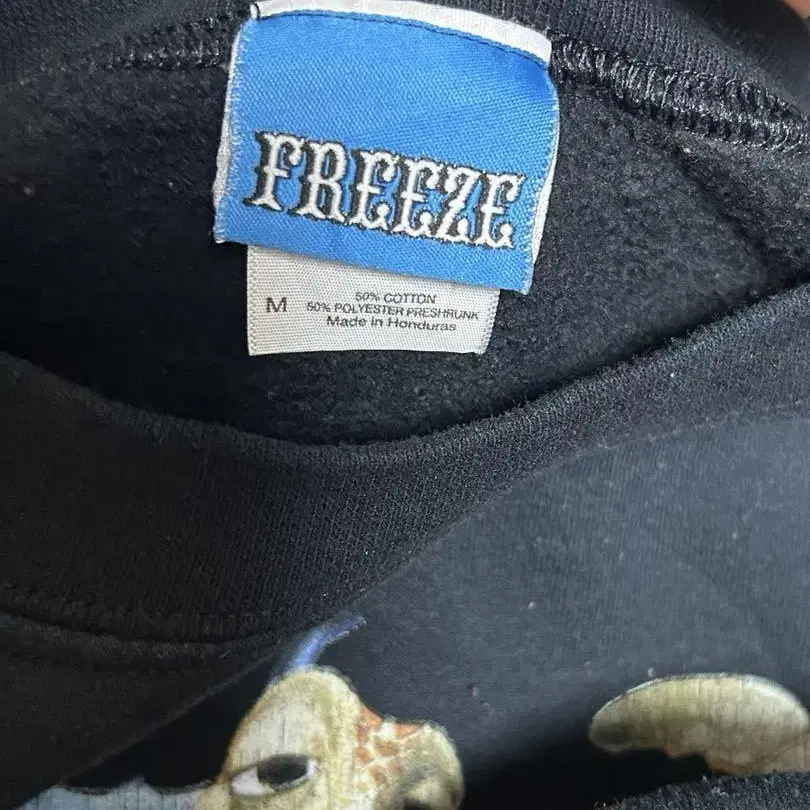 FREEZE
M
50% COTTON
50% POLYESTER PRESHRUNK
Made in Honduras